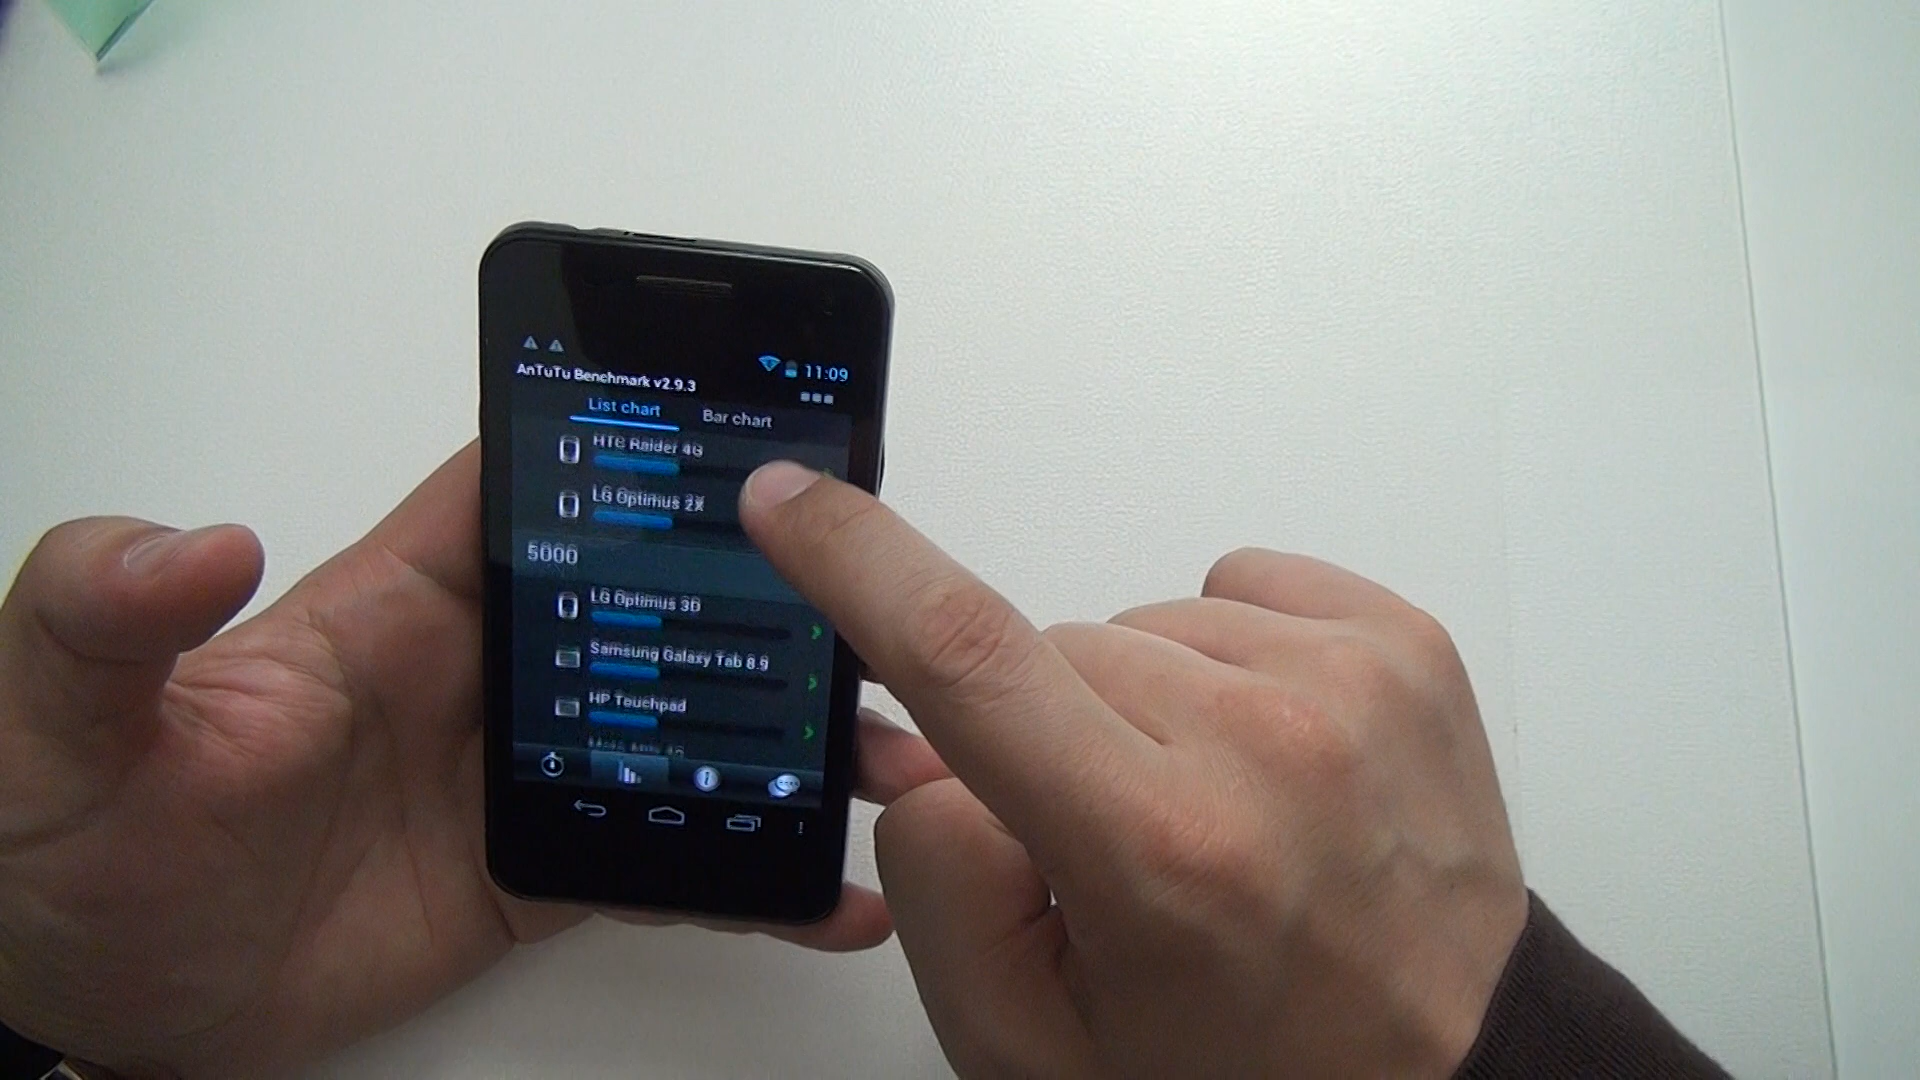 11:09
AnTuTu Benchmark v2.9.3
List chart
Bar chart
HTC Raider 4G
LG Optimus 2X
5000
LG Optimus 3D
Samsung Galaxy Tab 8.9
HP Touchpad